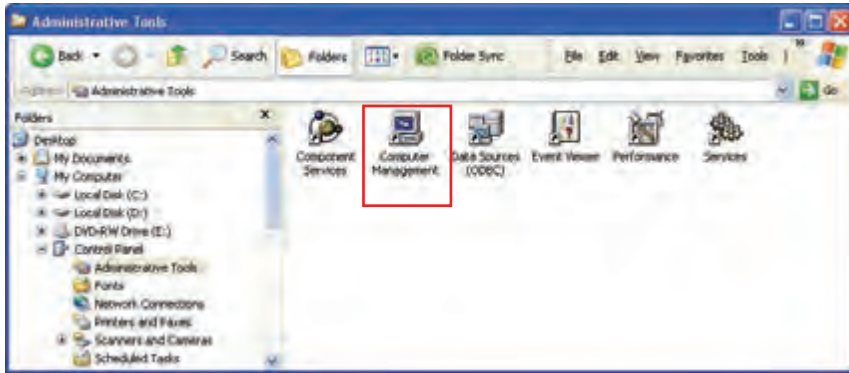 Administrative Tools
Back Search Folders Folder Sync File Edit View Favorites Tools
Address Administrative Tools Go
Folders
Desktop
My Documents
My Computer
Local Disk (C:)
Local Disk (D:)
DVD-RW Drive (E:)
Control Panel
Administrative Tools
Fonts
Network Connections
Printers and Faxes
Scanners and Cameras
Scheduled Tasks
Component Services
Computer Management
Data Sources (ODBC)
Event Viewer
Performance
Services